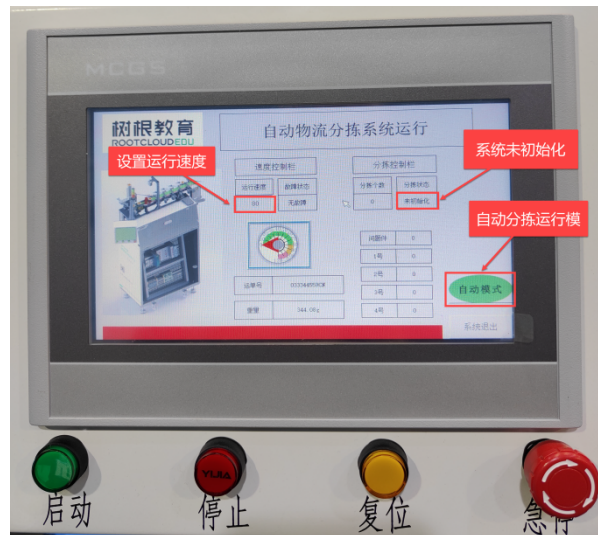 MCGS
树根教育
ROOTCLOUDEDU
自动物流分拣系统运行
设置运行速度
系统未初始化
速度控制栏
分拣控制栏
运行速度 故障状态
分拣个数 分拣状态
60 无故障
0 未初始化
自动分拣运行模
问题件 0
1号 0
2号 0
运单号
3号 0
自动模式
重量 344.00g
4号 0
系统退出
YIJIA
启动
停止
复位
急停